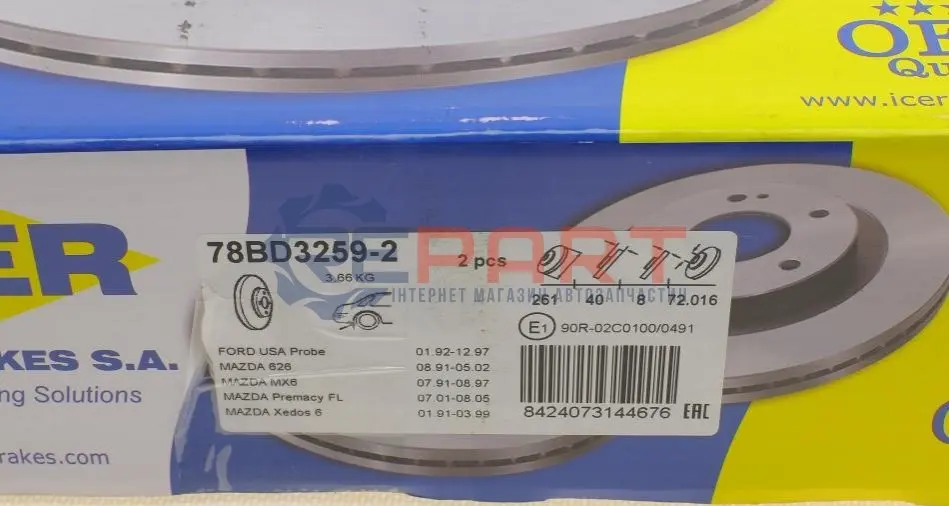 www.icer
ER
KES S.A.
ng Solutions
rakes.com
78BD3259-2
2 pcs
3.66 KG
261 40 8 72.016
E1 90R-02C0100/0491
FORD USA Probe 01.92-12.97
MAZDA 626 08.91-05.02
MAZDA MX6 07.91-08.97
MAZDA Premacy FL 07.01-08.05
MAZDA Xedos 6 01.91-03.99
8424073144676 EAC
EPART
ІНТЕРНЕТ МАГАЗИН АВТОЗАПЧАСТИН